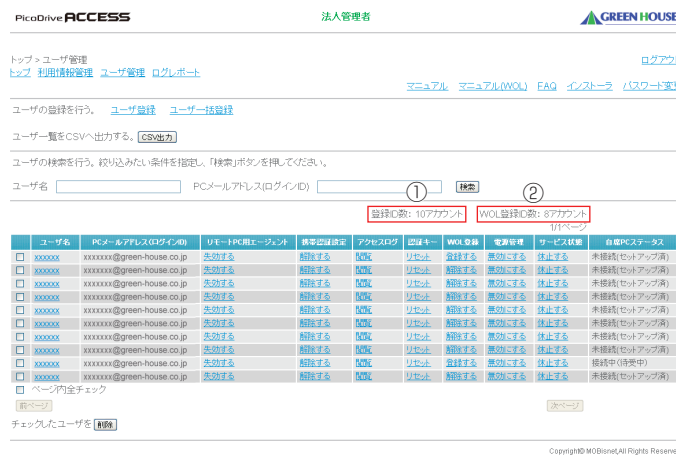 PicoDrive ACCESS 法人管理者 GREEN HOUSE
トップ > ユーザ管理 ログアウ
トップ 利用情報管理 ユーザ管理 ログレポート
マニュアル マニュアル(WOL) FAQ インストーラ パスワード変
ユーザの登録を行う。 ユーザ登録 ユーザ一括登録
ユーザ一覧をCSVへ出力する。 CSV出力
ユーザの検索を行う。絞り込みたい条件を指定し、「検索」ボタンを押してください。
ユーザ名 PCメールアドレス(ログインID) 検索
① ②
登録ID数: 10アカウント WOL登録ID数: 8アカウント
1/1ページ
ユーザ名 PCメールアドレス(ログインID) リモートPC用エージェント 携帯認証設定 アクセスログ 認証キー WOL登録 電源管理 サービス状態 自席PCステータス
xxxxxx xxxxxxx@green-house.co.jp 失効する 解除する 閲覧 リセット 登録する 無効にする 休止する 未接続(セットアップ済)
xxxxxx xxxxxxx@green-house.co.jp 失効する 解除する 閲覧 リセット 解除する 無効にする 休止する 未接続(セットアップ済)
xxxxxx xxxxxxx@green-house.co.jp 失効する 解除する 閲覧 リセット 解除する 無効にする 休止する 未接続(セットアップ済)
xxxxxx xxxxxxx@green-house.co.jp 失効する 解除する 閲覧 リセット 解除する 無効にする 休止する 未接続(セットアップ済)
xxxxxx xxxxxxx@green-house.co.jp 失効する 解除する 閲覧 リセット 解除する 無効にする 休止する 未接続(セットアップ済)
xxxxxx xxxxxxx@green-house.co.jp 失効する 解除する 閲覧 リセット 解除する 無効にする 休止する 未接続(セットアップ済)
xxxxxx xxxxxxx@green-house.co.jp 失効する 解除する 閲覧 リセット 解除する 無効にする 休止する 未接続(セットアップ済)
xxxxxx xxxxxxx@green-house.co.jp 失効する 解除する 閲覧 リセット 解除する 無効にする 休止する 未接続(セットアップ済)
xxxxxx xxxxxxx@green-house.co.jp 失効する 解除する 閲覧 リセット 登録する 無効にする 休止する 接続中(待受中)
xxxxxx xxxxxxx@green-house.co.jp 失効する 解除する 閲覧 リセット 解除する 無効にする 休止する 未接続(セットアップ済)
ページ内全チェック
前ページ 次ページ
チェックしたユーザを 削除
Copyright© MOBisnet,All Rights Reserve